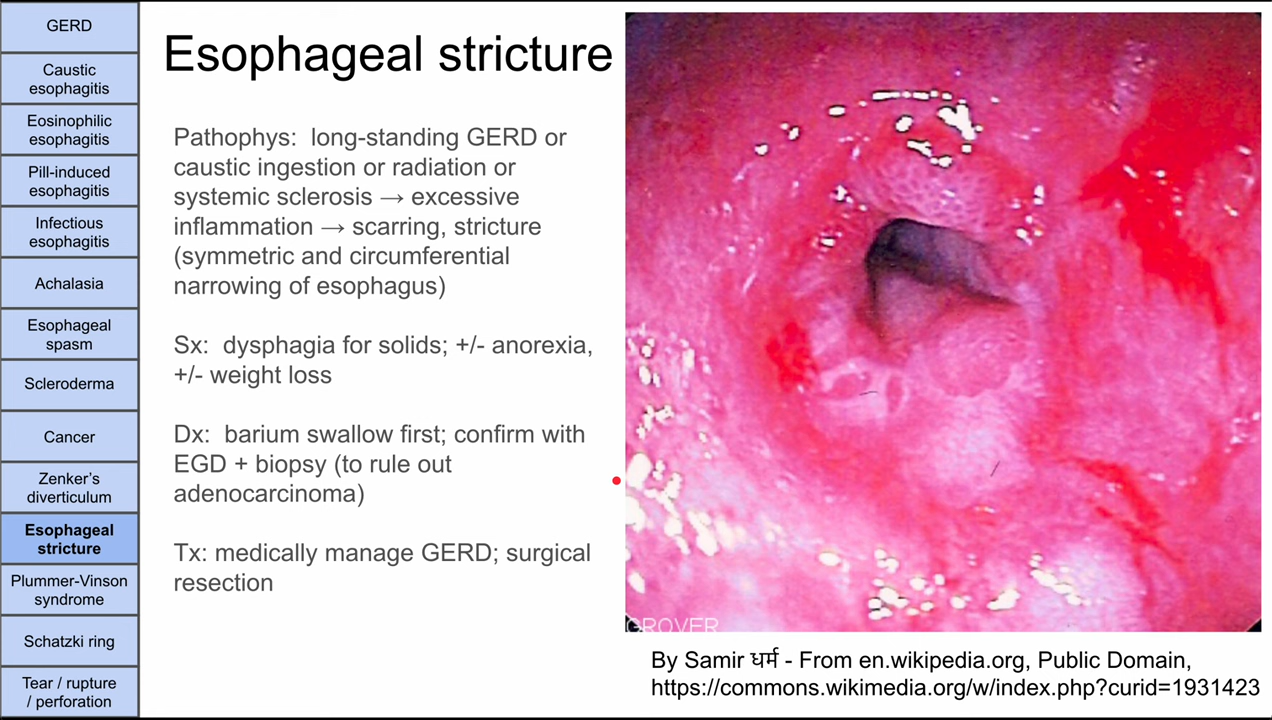 GERD
Caustic
esophagitis
Eosinophilic
esophagitis
Pill-induced
esophagitis
Infectious
esophagitis
Achalasia
Esophageal
spasm
Scleroderma
Cancer
Zenker's
diverticulum
Esophageal
stricture
Plummer-Vinson
syndrome
Schatzki ring
Tear / rupture
/ perforation
Esophageal stricture
Pathophys: long-standing GERD or
caustic ingestion or radiation or
systemic sclerosis → excessive
inflammation → scarring, stricture
(symmetric and circumferential
narrowing of esophagus)
Sx: dysphagia for solids; +/- anorexia,
+/- weight loss
Dx: barium swallow first; confirm with
EGD + biopsy (to rule out
adenocarcinoma)
Tx: medically manage GERD; surgical
resection
GROVER
By Samir धर्म - From en.wikipedia.org, Public Domain,
https://commons.wikimedia.org/w/index.php?curid=1931423